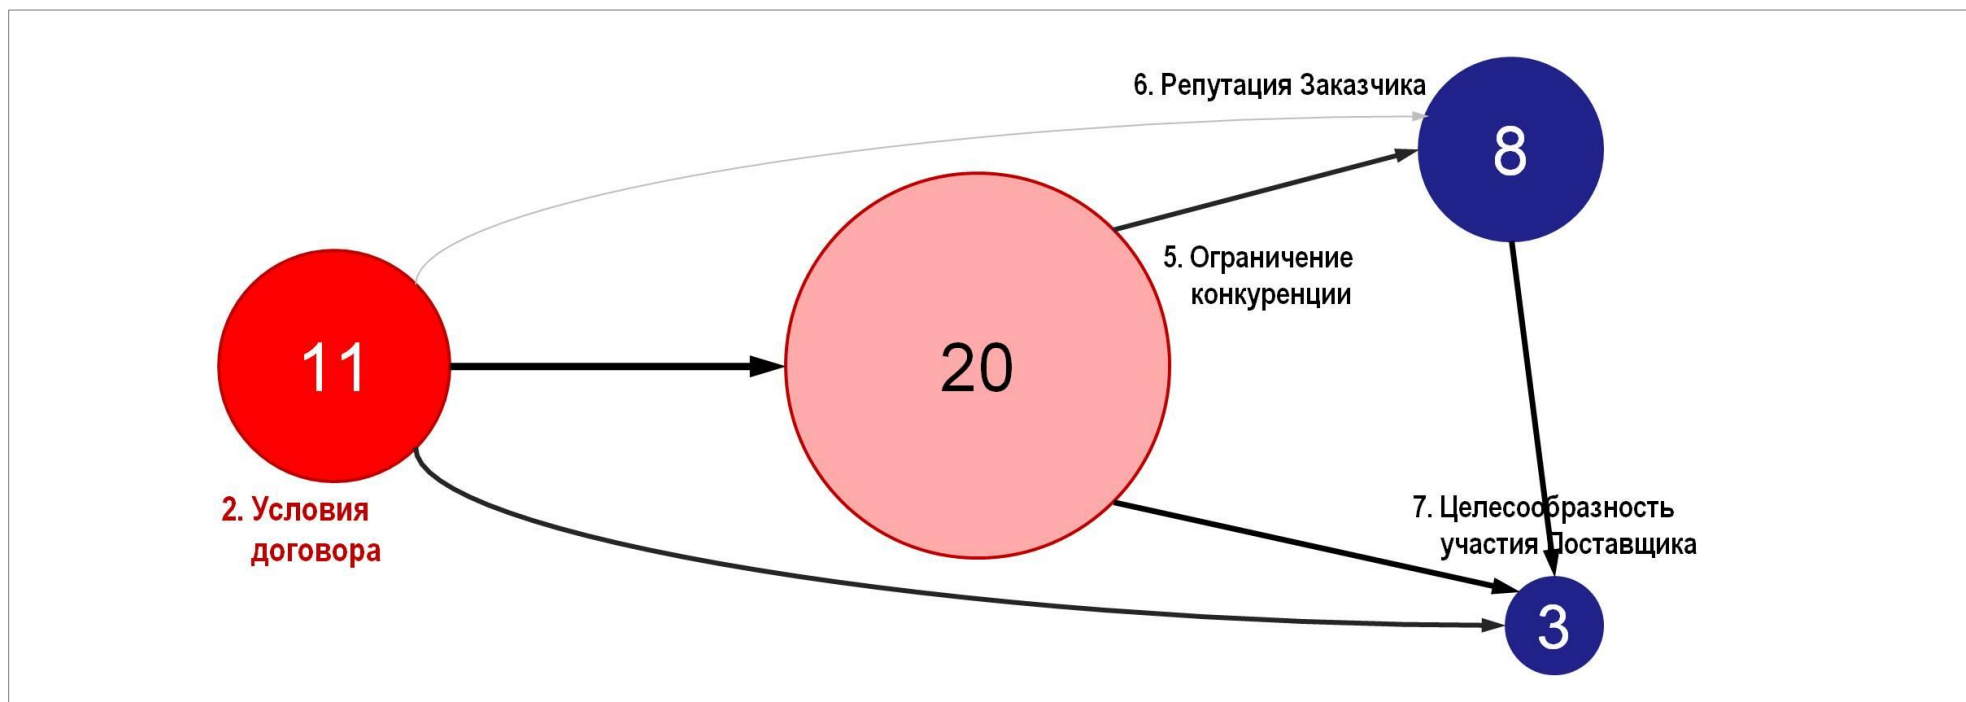 6. Репутация Заказчика
8
5. Ограничение
конкуренции
11
20
2. Условия
договора
7. Целесообразность
участия Поставщика
3